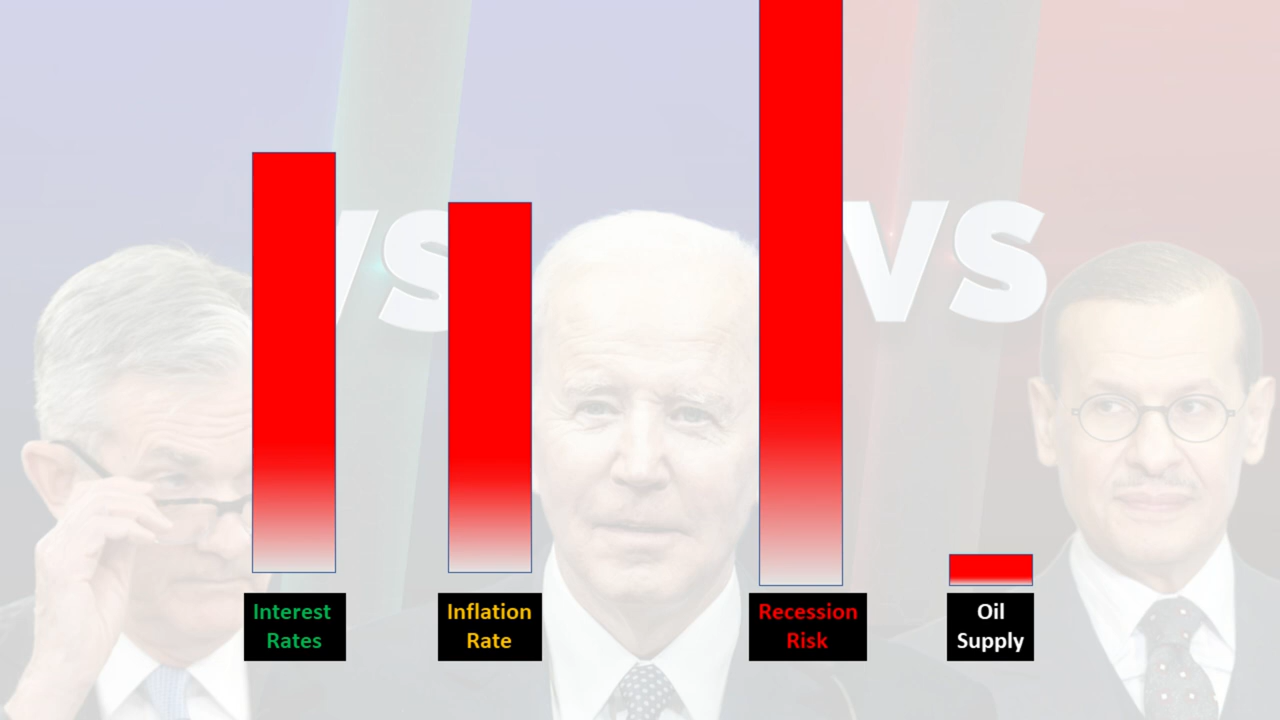 VS
VS
Interest
Rates
Inflation
Rate
Recession
Risk
Oil
Supply